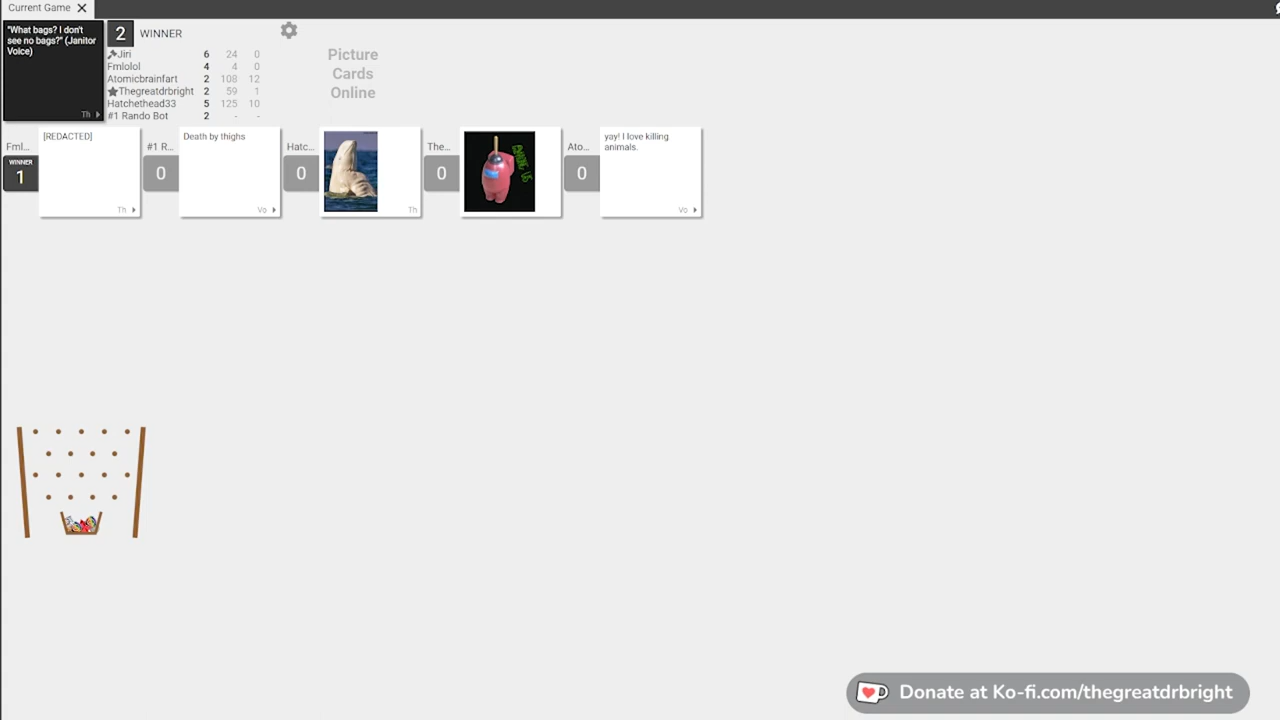 Current Game
"What bags? I don't
see no bags?" (Janitor
Voice)
Th
2 WINNER
Jiri 6 24 0
Fmlolol 4 4 0
Atomicbrainfart 2 108 12
Thegreatdrbright 2 59 1
Hatchethead33 5 125 10
#1 Rando Bot 2 - -
Picture
Cards
Online
Fml...
WINNER
1
[REDACTED]
Th
#1 R...
0
Death by thighs
Vo
Hatc...
0
Th
The...
0
AMONG US
Ato...
0
yay! I love killing
animals.
Vo
Donate at Ko-fi.com/thegreatdrbright